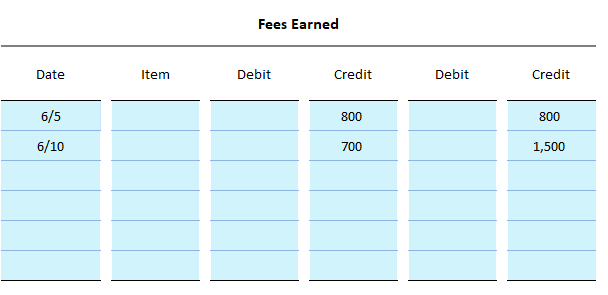 Fees Earned
Date Item Debit Credit Debit Credit
6/5 800 800
6/10 700 1,500